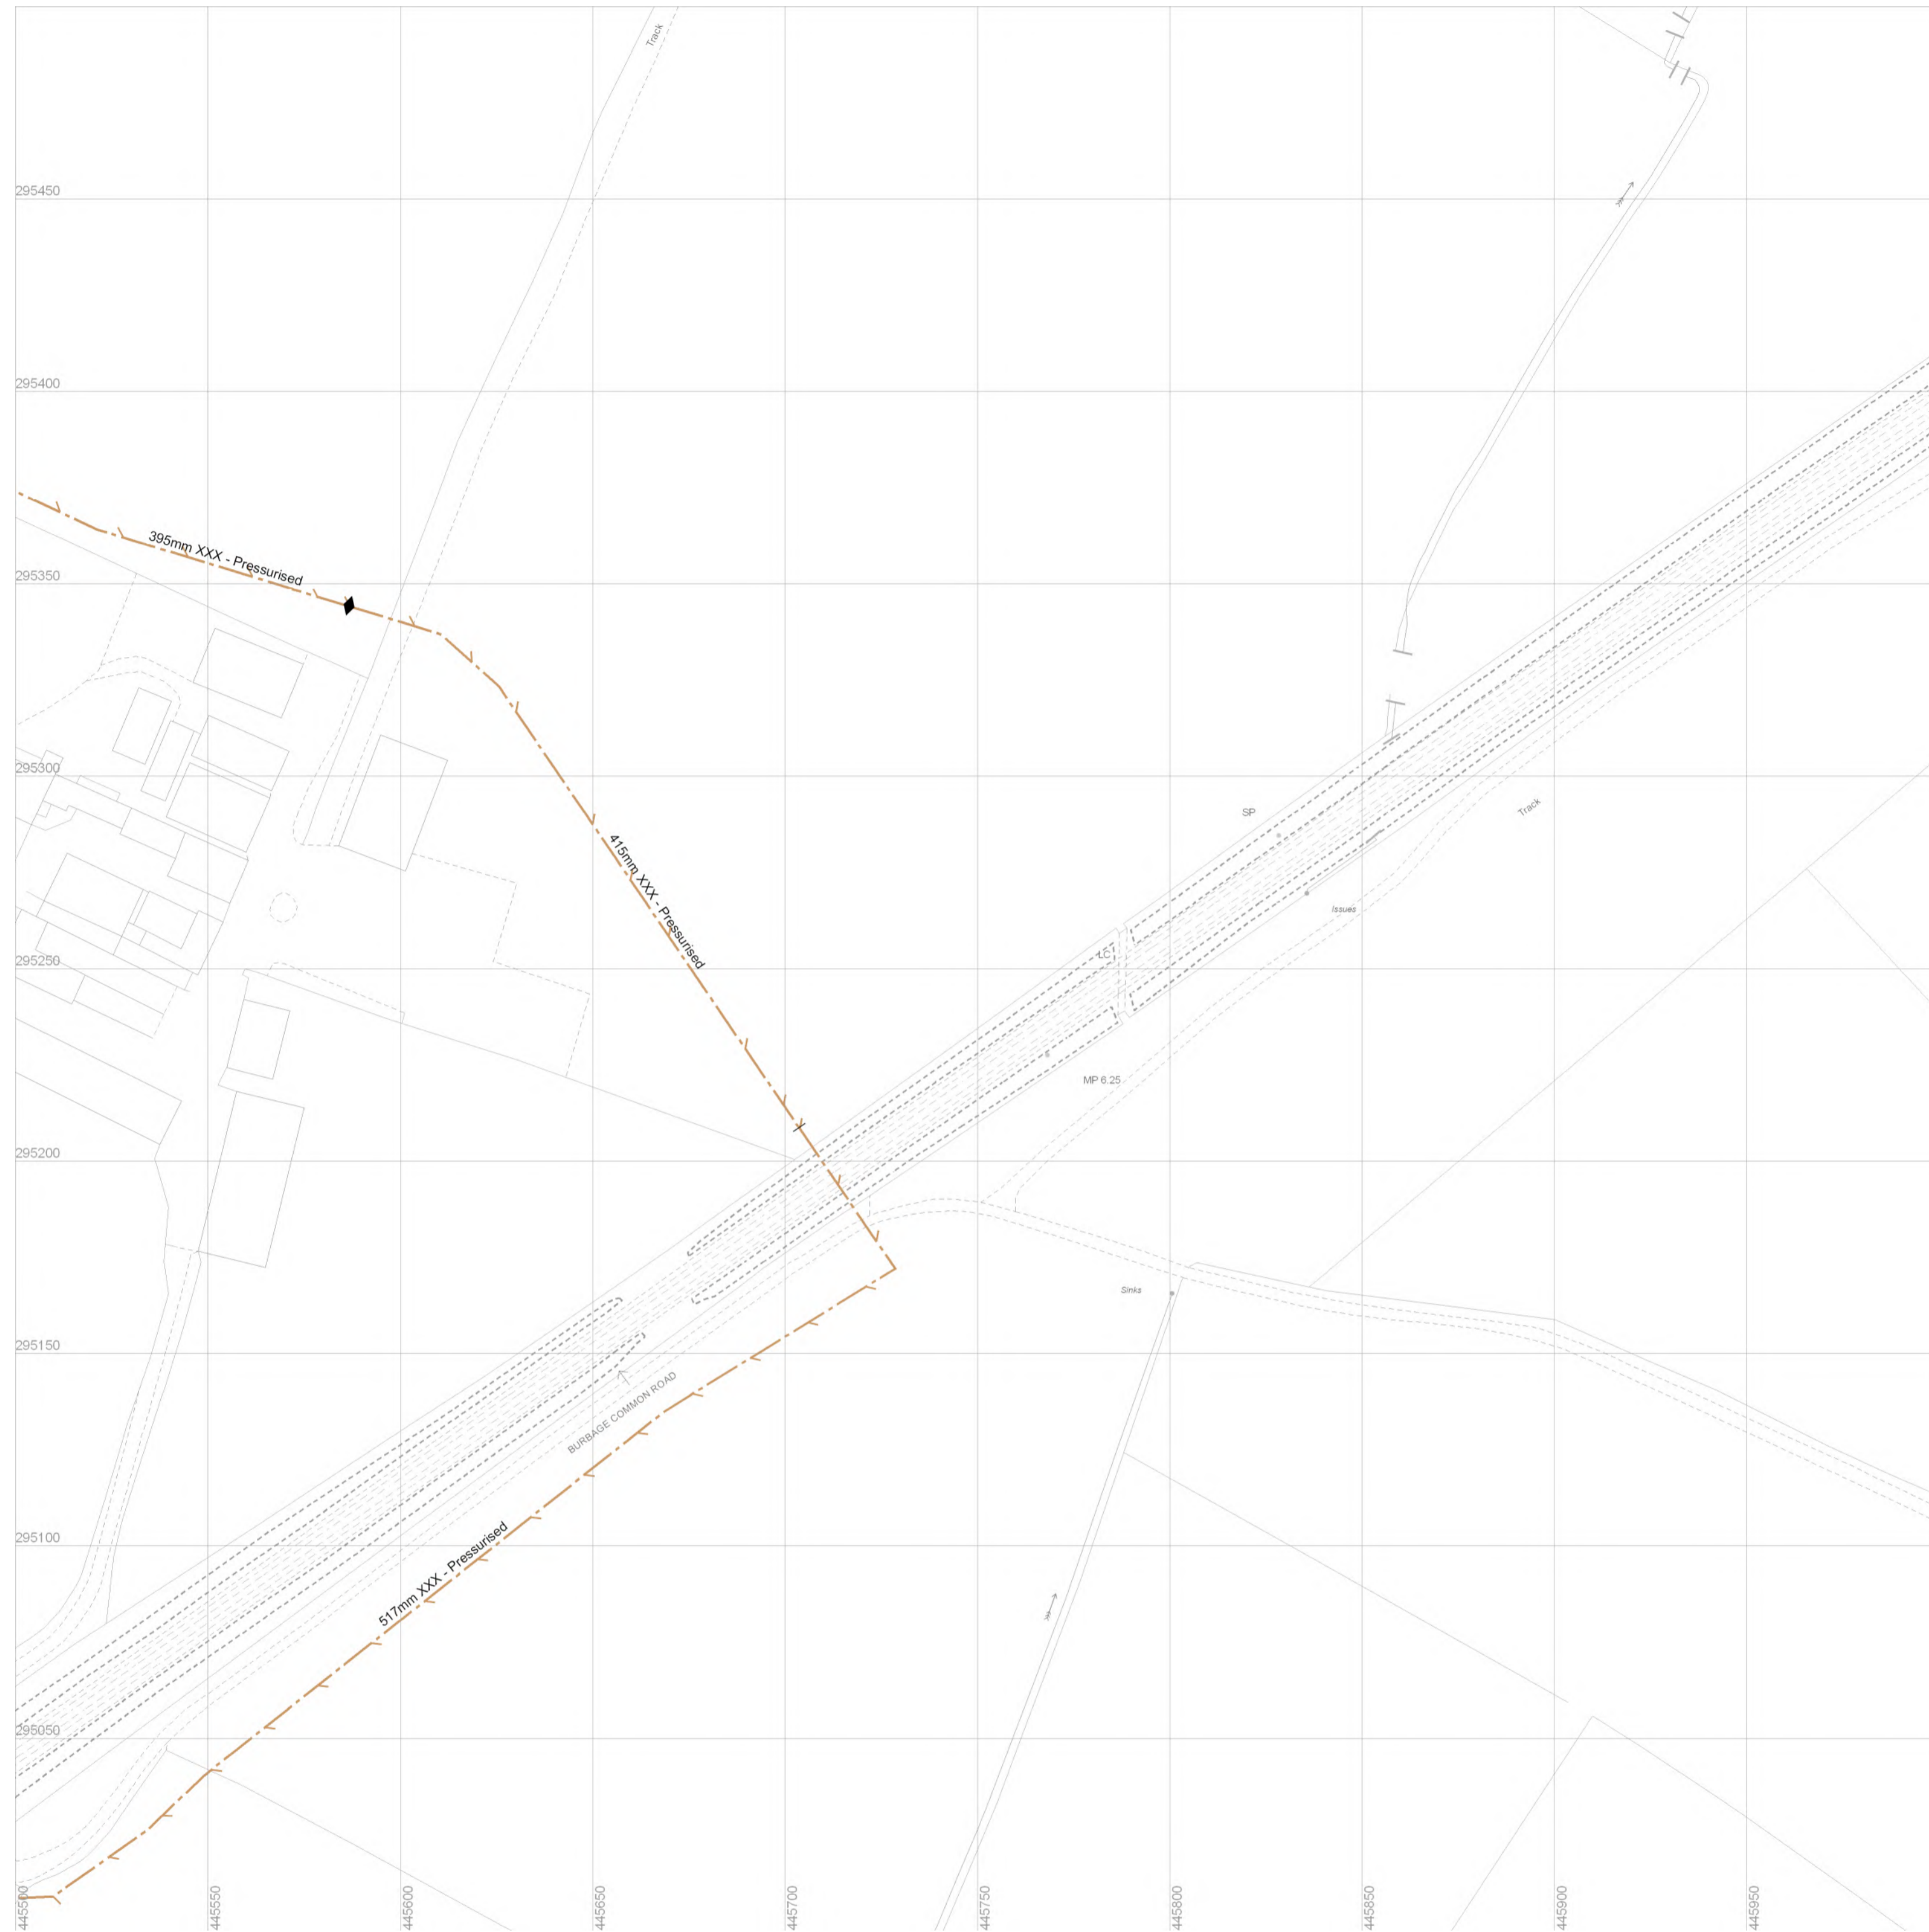 Track
295450
295400
395mm XXX - Pressurised
295350
295300
SP
Track
415mm XXX - Pressurised
Issues
LC
295250
MP 6.25
295200
Sinks
295150
BURBAGE COMMON ROAD
295100
517mm XXX - Pressurised
295050
445500
445550
445600
445650
445700
445750
445800
445850
445900
445950